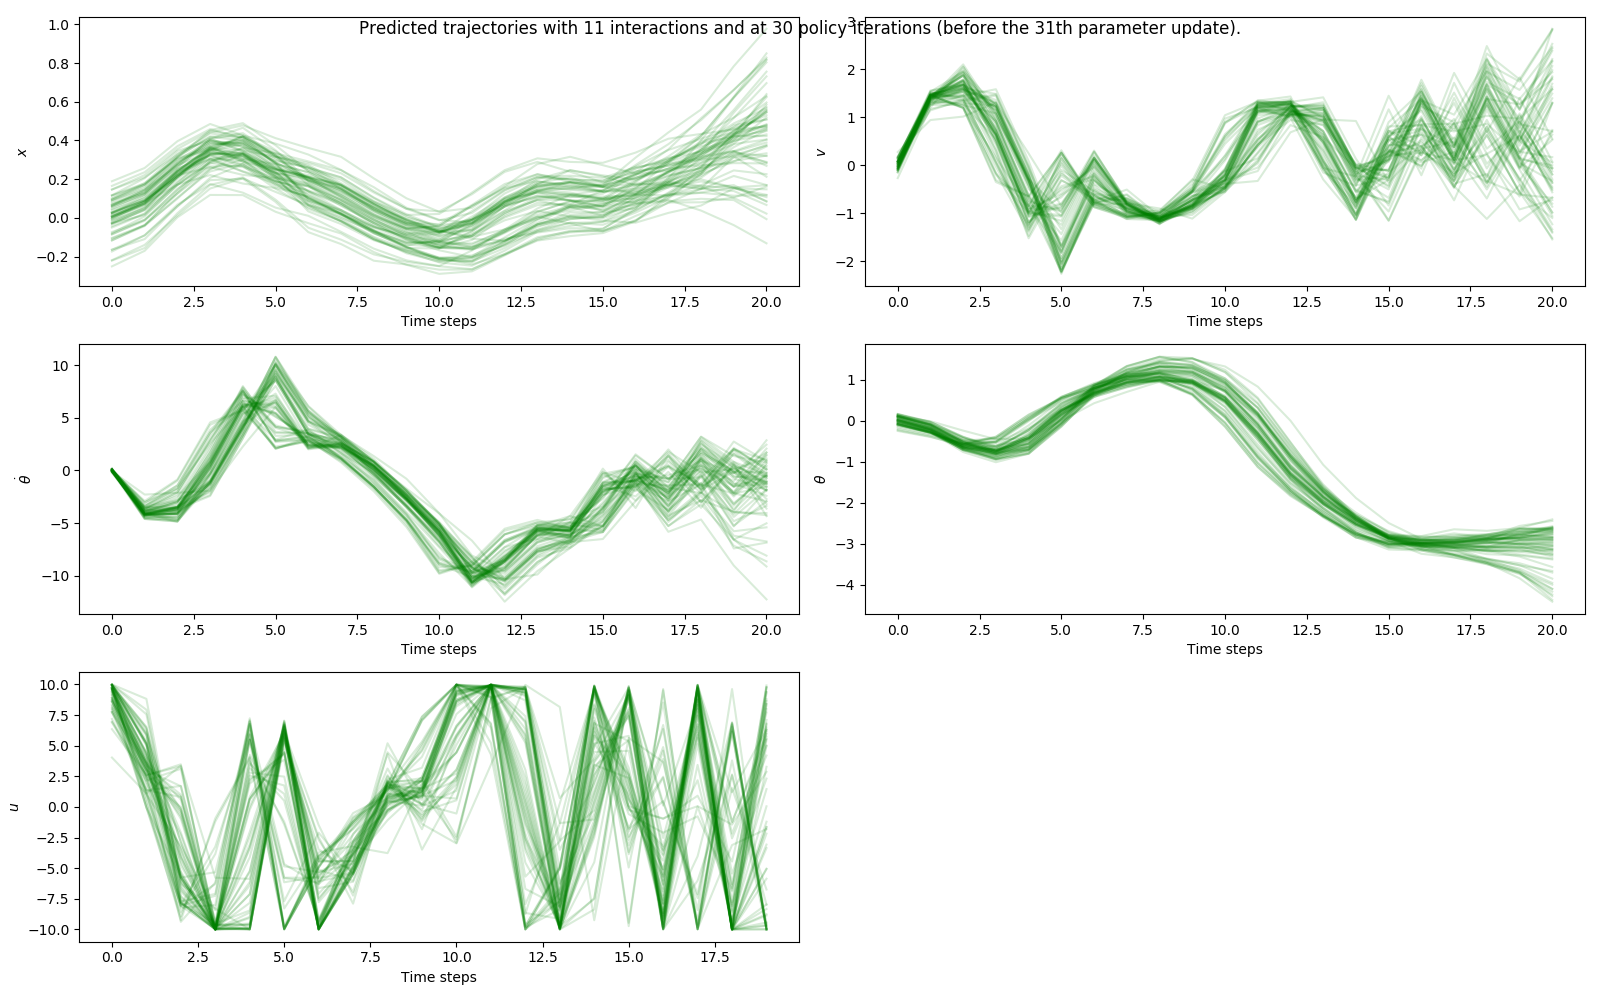 Predicted trajectories with 11 interactions and at 30 policy iterations (before the 31th parameter update).
1.0
0.8
0.6
0.4
0.2
0.0
−0.2
x
0.0 2.5 5.0 7.5 10.0 12.5 15.0 17.5 20.0
Time steps
3
2
1
0
−1
−2
v
0.0 2.5 5.0 7.5 10.0 12.5 15.0 17.5 20.0
Time steps
10
5
0
−5
−10
θ̇
0.0 2.5 5.0 7.5 10.0 12.5 15.0 17.5 20.0
Time steps
1
0
−1
−2
−3
−4
θ
0.0 2.5 5.0 7.5 10.0 12.5 15.0 17.5 20.0
Time steps
10.0
7.5
5.0
2.5
0.0
−2.5
−5.0
−7.5
−10.0
u
0.0 2.5 5.0 7.5 10.0 12.5 15.0 17.5
Time steps